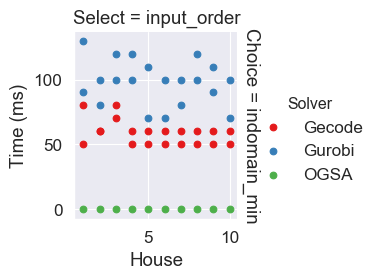 Select = input_order
Choice = indomain_min
Time (ms)
100
50
0
5
10
House
Solver
Gecode
Gurobi
OGSA